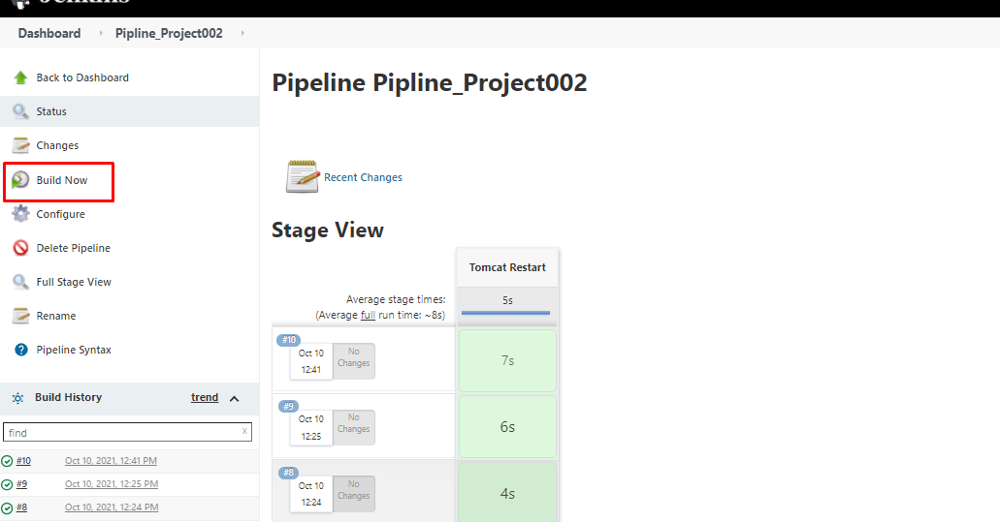 Jenkins
Dashboard
Pipline_Project002
Back to Dashboard
Status
Changes
Build Now
Configure
Delete Pipeline
Full Stage View
Rename
Pipeline Syntax
Build History
trend
find
x
#10
Oct 10, 2021, 12:41 PM
#9
Oct 10, 2021, 12:25 PM
#8
Oct 10, 2021, 12:24 PM
Pipeline Pipline_Project002
Recent Changes
Stage View
Tomcat Restart
Average stage times:
5s
(Average full run time: ~8s)
#10
Oct 10
12:41
No
Changes
7s
#9
Oct 10
12:25
No
Changes
6s
#8
Oct 10
12:24
No
Changes
4s